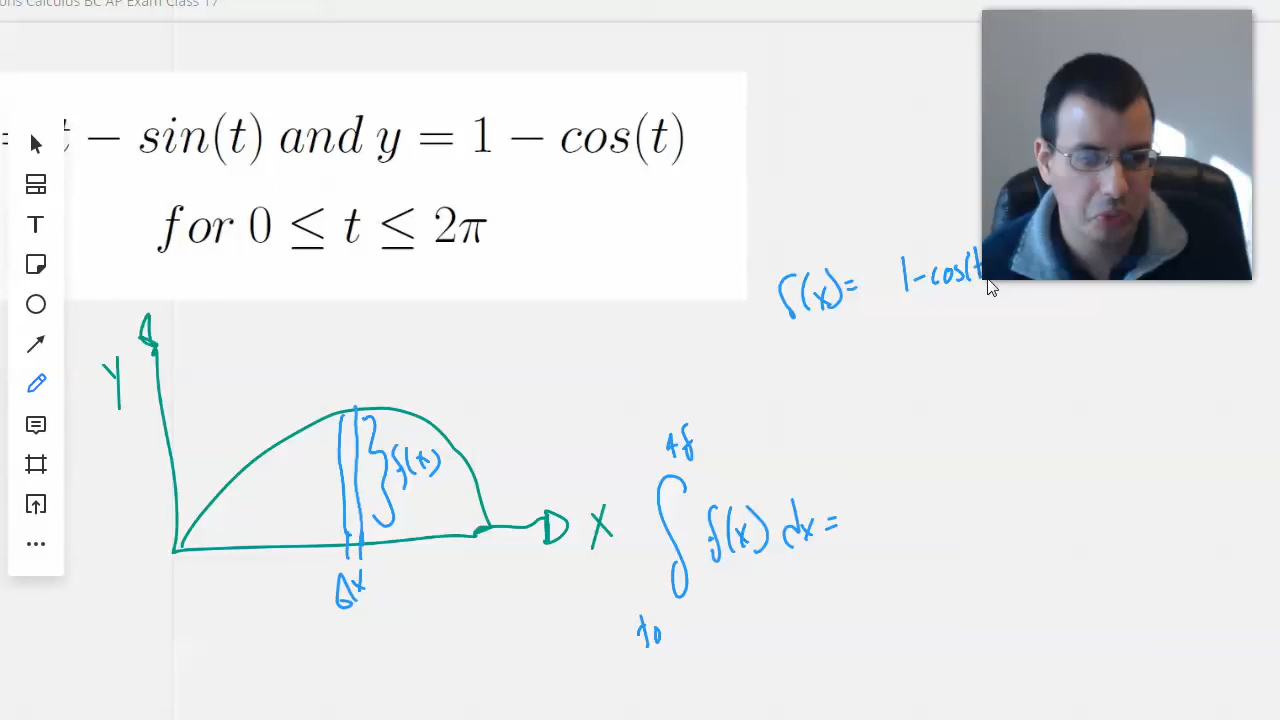 ons Calculus BC AP Exam Class 17
= t − sin(t) and y = 1 − cos(t)
for 0 ≤ t ≤ 2π
f(x) = 1 - cos(t
Y
f(x)
X
Δx
tf
∫ f(x) dx =
t0
T